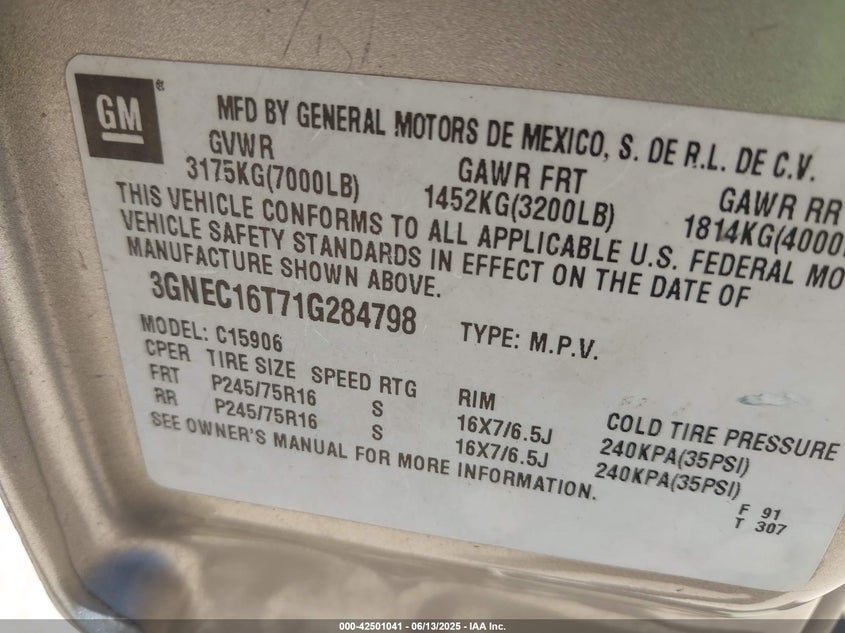 GM®
MFD BY GENERAL MOTORS DE MEXICO, S. DE R.L. DE C.V.
GVWR GAWR FRT GAWR RR
3175KG(7000LB) 1452KG(3200LB) 1814KG(4000
THIS VEHICLE CONFORMS TO ALL APPLICABLE U.S. FEDERAL MO
VEHICLE SAFETY STANDARDS IN EFFECT ON THE DATE OF
MANUFACTURE SHOWN ABOVE.
3GNEC16T71G284798 TYPE: M.P.V.
MODEL: C15906
CPER TIRE SIZE SPEED RTG RIM COLD TIRE PRESSURE
FRT P245/75R16 S 16X7/6.5J 240KPA(35PSI)
RR P245/75R16 S 16X7/6.5J 240KPA(35PSI)
SEE OWNER'S MANUAL FOR MORE INFORMATION.
F 91
T 307
000-42501041 - 06/13/2025 - IAA Inc.